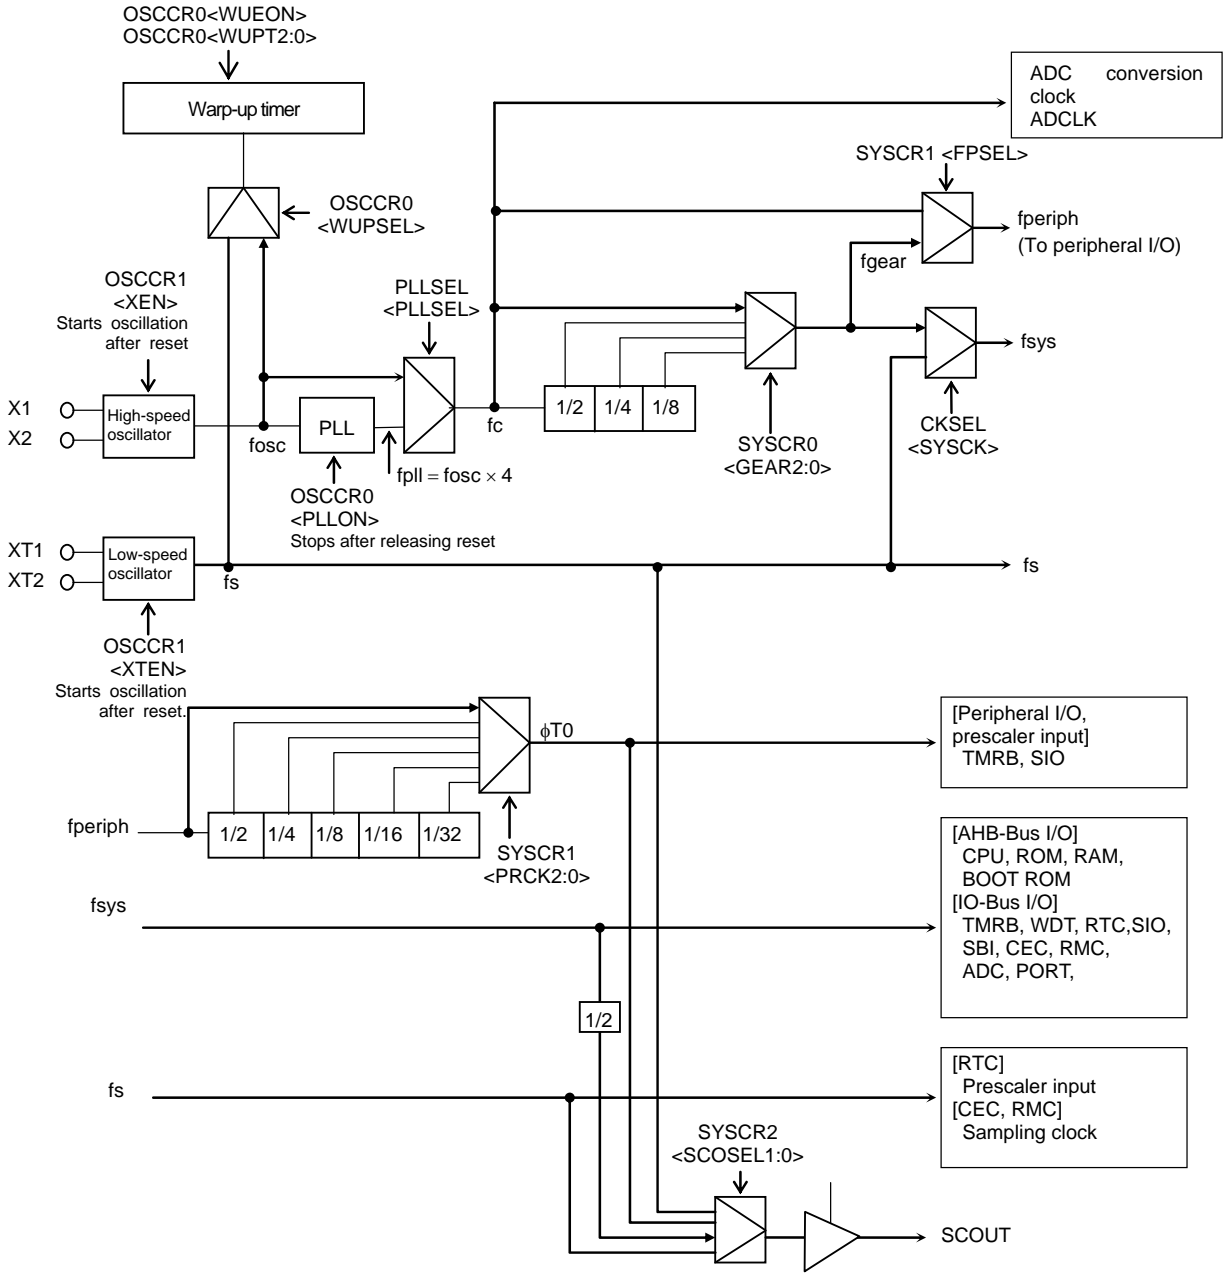 OSCCR0<WUEON>
OSCCR0<WUPT2:0>
Warp-up timer
ADC conversion
clock
ADCLK
SYSCR1 <FPSEL>
OSCCR0
<WUPSEL>
fperiph
(To peripheral I/O)
fgear
OSCCR1
<XEN>
Starts oscillation
after reset
PLLSEL
<PLLSEL>
fsys
X1
X2
High-speed
oscillator
fosc
PLL
fc
1/2
1/4
1/8
SYSCR0
<GEAR2:0>
CKSEL
<SYSCK>
fpll = fosc × 4
OSCCR0
<PLLON>
Stops after releasing reset
XT1
XT2
Low-speed
oscillator
fs
fs
OSCCR1
<XTEN>
Starts oscillation
after reset.
ϕT0
[Peripheral I/O,
prescaler input]
TMRB, SIO
fperiph
1/2
1/4
1/8
1/16
1/32
SYSCR1
<PRCK2:0>
[AHB-Bus I/O]
CPU, ROM, RAM,
BOOT ROM
[IO-Bus I/O]
TMRB, WDT, RTC,SIO,
SBI, CEC, RMC,
ADC, PORT,
fsys
1/2
fs
[RTC]
Prescaler input
[CEC, RMC]
Sampling clock
SYSCR2
<SCOSEL1:0>
SCOUT